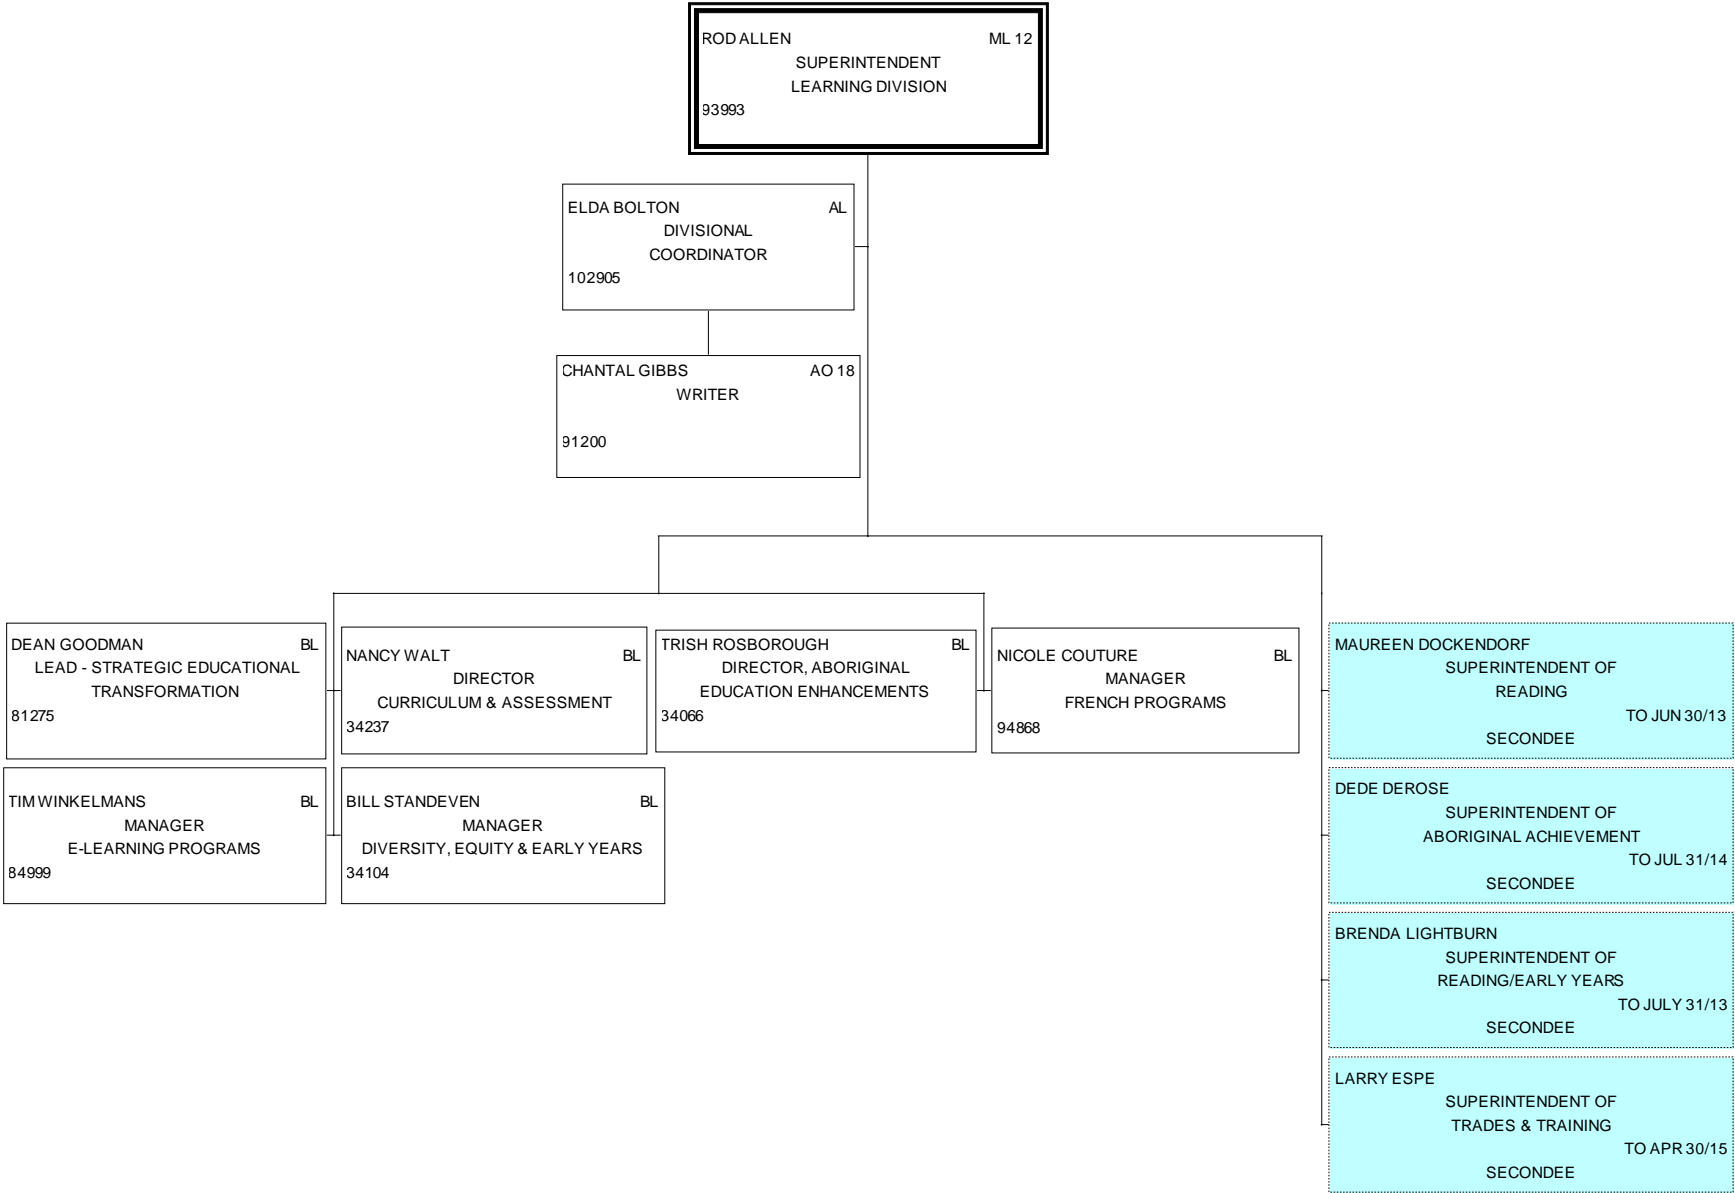 ROD ALLEN ML 12
SUPERINTENDENT
LEARNING DIVISION
93993
ELDA BOLTON AL
DIVISIONAL
COORDINATOR
102905
CHANTAL GIBBS AO 18
WRITER
91200
DEAN GOODMAN BL
LEAD - STRATEGIC EDUCATIONAL
TRANSFORMATION
81275
NANCY WALT BL
DIRECTOR
CURRICULUM & ASSESSMENT
34237
TRISH ROSBOROUGH BL
DIRECTOR, ABORIGINAL
EDUCATION ENHANCEMENTS
34066
NICOLE COUTURE BL
MANAGER
FRENCH PROGRAMS
94868
TIM WINKELMANS BL
MANAGER
E-LEARNING PROGRAMS
84999
BILL STANDEVEN BL
MANAGER
DIVERSITY, EQUITY & EARLY YEARS
34104
MAUREEN DOCKENDORF
SUPERINTENDENT OF
READING
TO JUN 30/13
SECONDEE
DEDE DEROSE
SUPERINTENDENT OF
ABORIGINAL ACHIEVEMENT
TO JUL 31/14
SECONDEE
BRENDA LIGHTBURN
SUPERINTENDENT OF
READING/EARLY YEARS
TO JULY 31/13
SECONDEE
LARRY ESPE
SUPERINTENDENT OF
TRADES & TRAINING
TO APR 30/15
SECONDEE